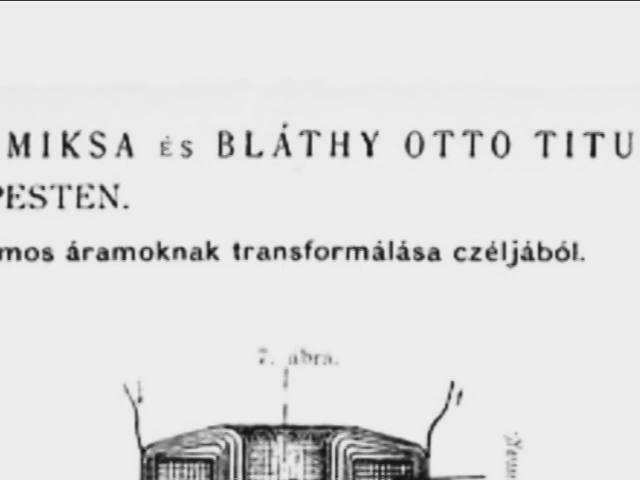 MIKSA és BLÁTHY OTTO TITU
PESTEN.
mos áramoknak transformálása czéljából.
7. ábra.